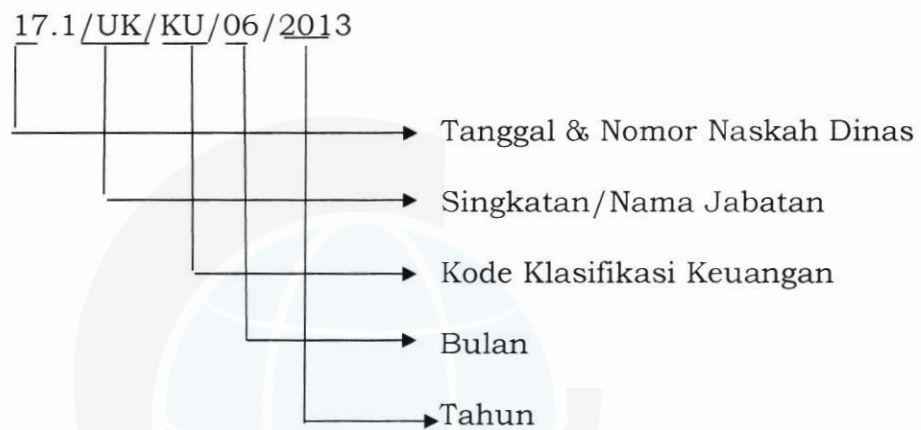 17.1/UK/KU/06/2013
Tanggal & Nomor Naskah Dinas
Singkatan/Nama Jabatan
Kode Klasifikasi Keuangan
Bulan
Tahun